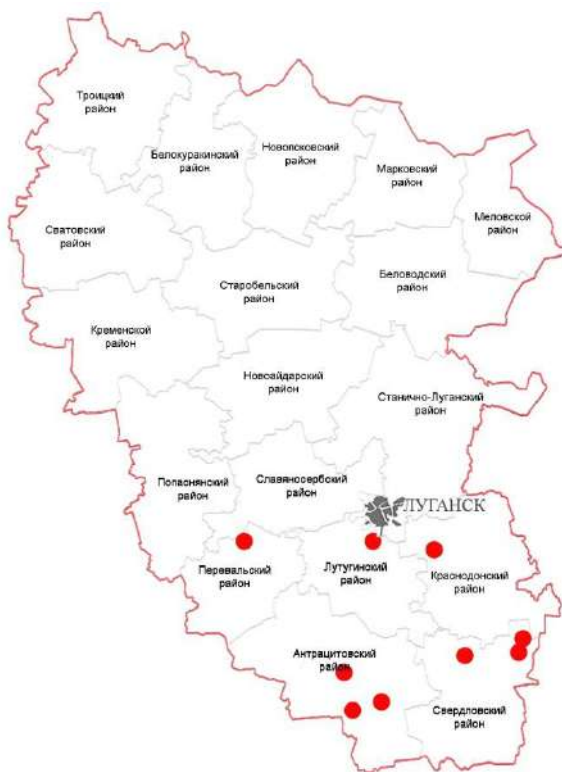 Троицкий
район
Белокуракинский
район
Новопсковский
район
Марковский
район
Меловской
район
Сватовский
район
Старобельский
район
Беловодский
район
Кременской
район
Новоайдарский
район
Станично-Луганский
район
Попаснянский
район
Славяносербский
район
ЛУГАНСК
Перевальский
район
Лутугинский
район
Краснодонский
район
Антрацитовский
район
Свердловский
район